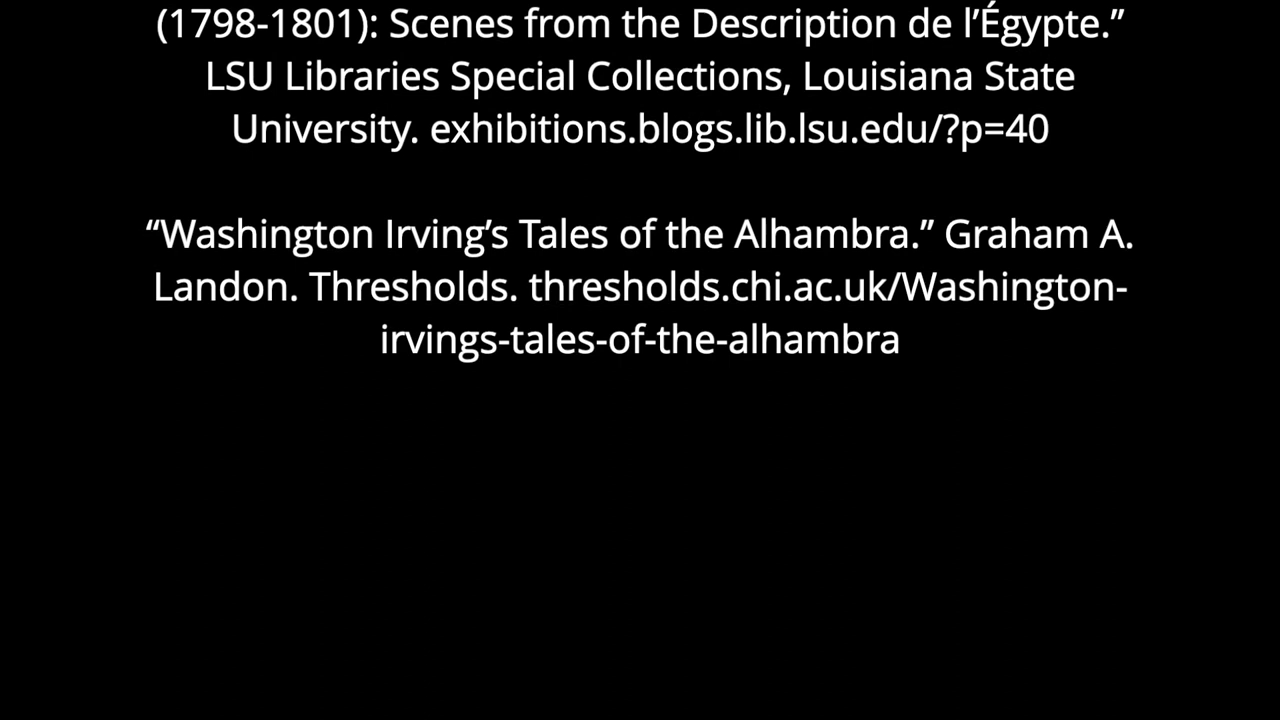 (1798-1801): Scenes from the Description de l’Égypte.”
LSU Libraries Special Collections, Louisiana State
University. exhibitions.blogs.lib.lsu.edu/?p=40
“Washington Irving’s Tales of the Alhambra.” Graham A.
Landon. Thresholds. thresholds.chi.ac.uk/Washington-
irvings-tales-of-the-alhambra